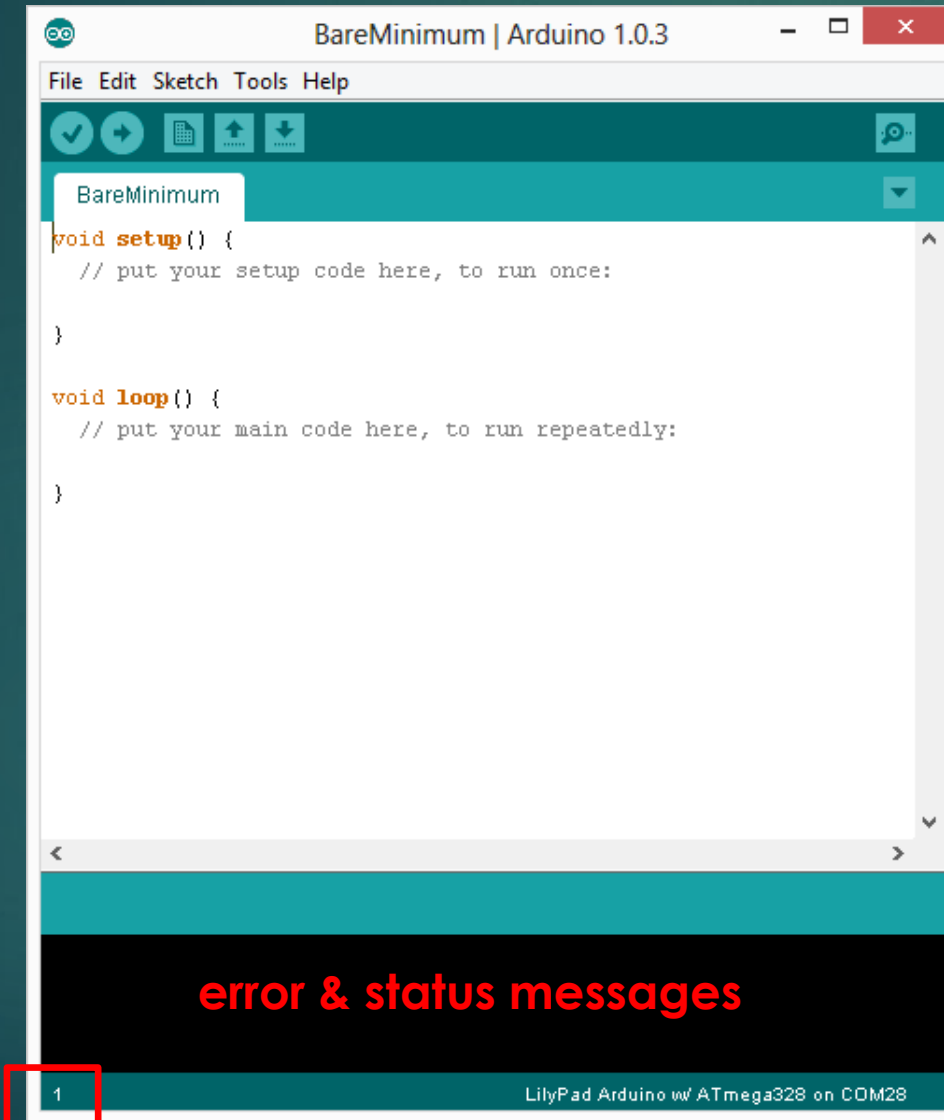 BareMinimum | Arduino 1.0.3
File Edit Sketch Tools Help
BareMinimum
void setup() {
  // put your setup code here, to run once:
}
void loop() {
  // put your main code here, to run repeatedly:
}
error & status messages
1 LilyPad Arduino w/ ATmega328 on COM28